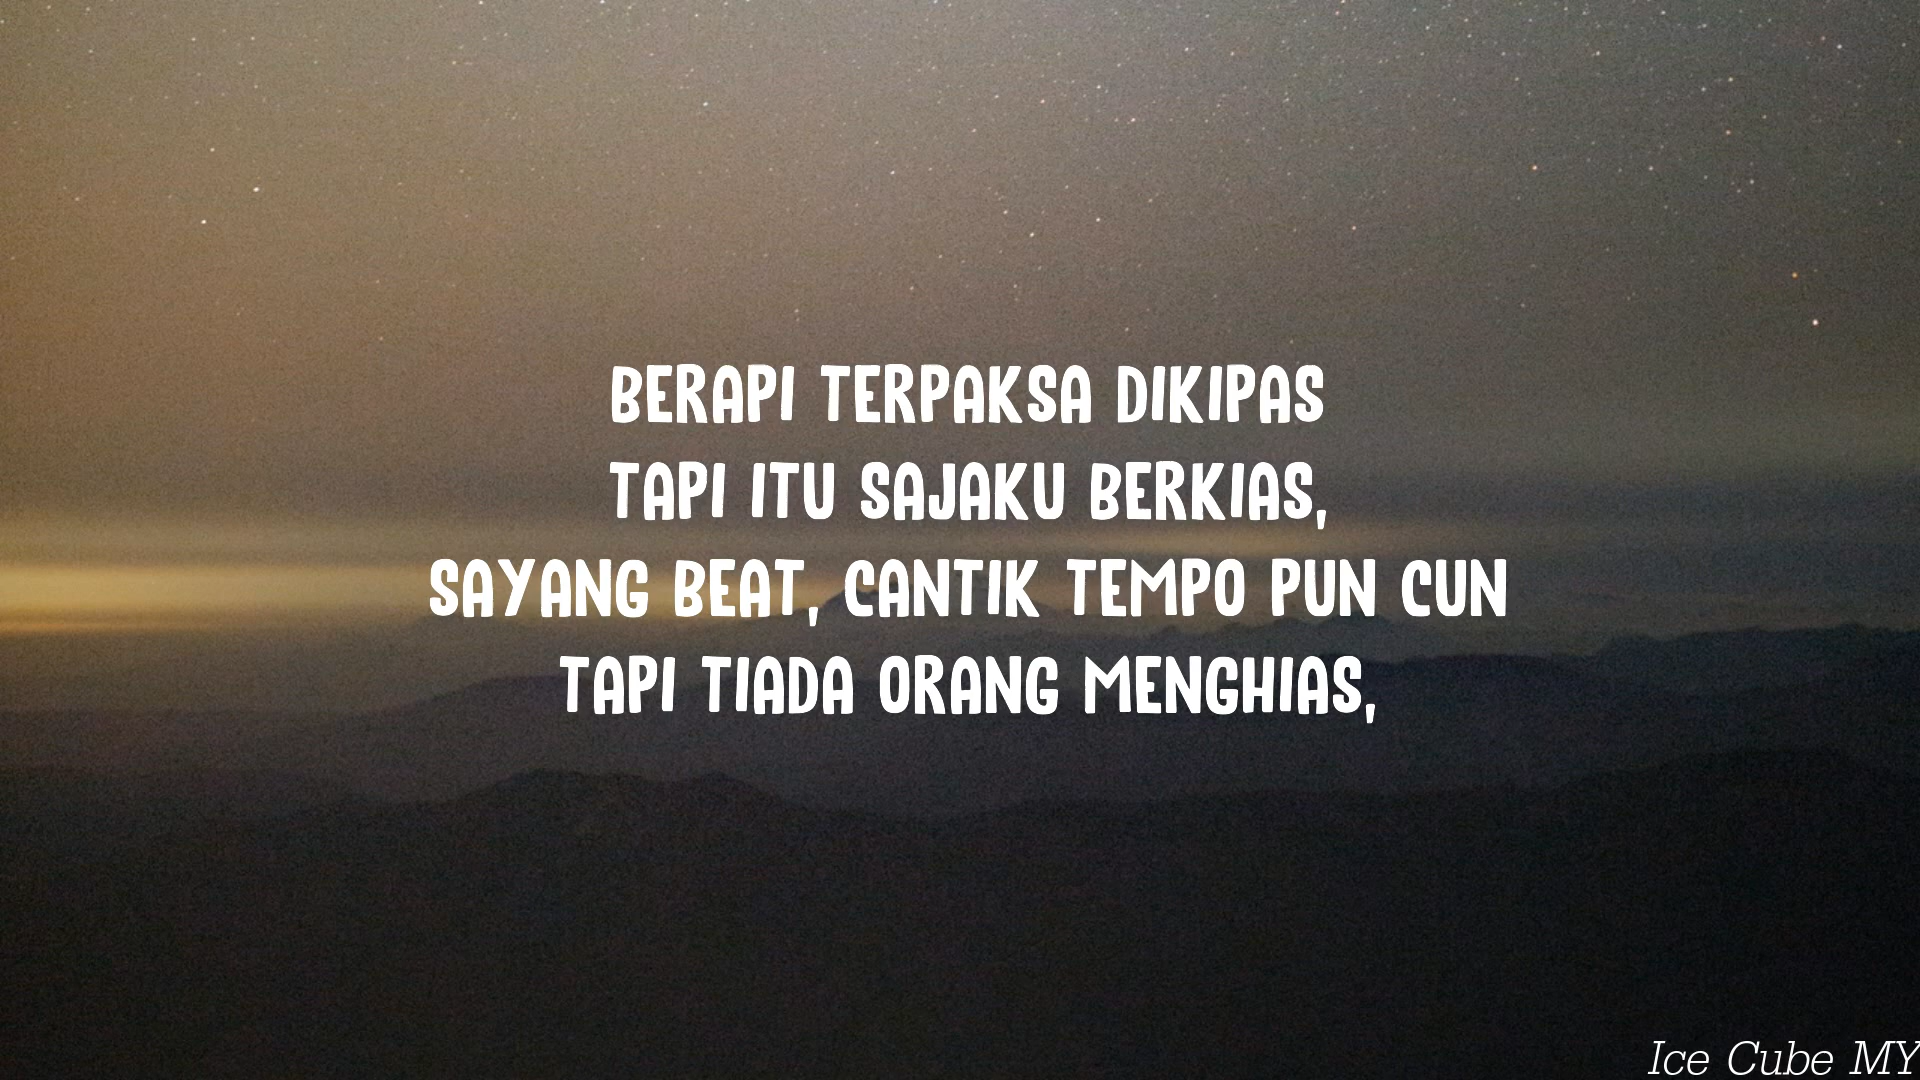 BERAPI TERPAKSA DIKIPAS
TAPI ITU SAJAKU BERKIAS,
SAYANG BEAT, CANTIK TEMPO PUN CUN
TAPI TIADA ORANG MENGHIAS,
Ice Cube MY